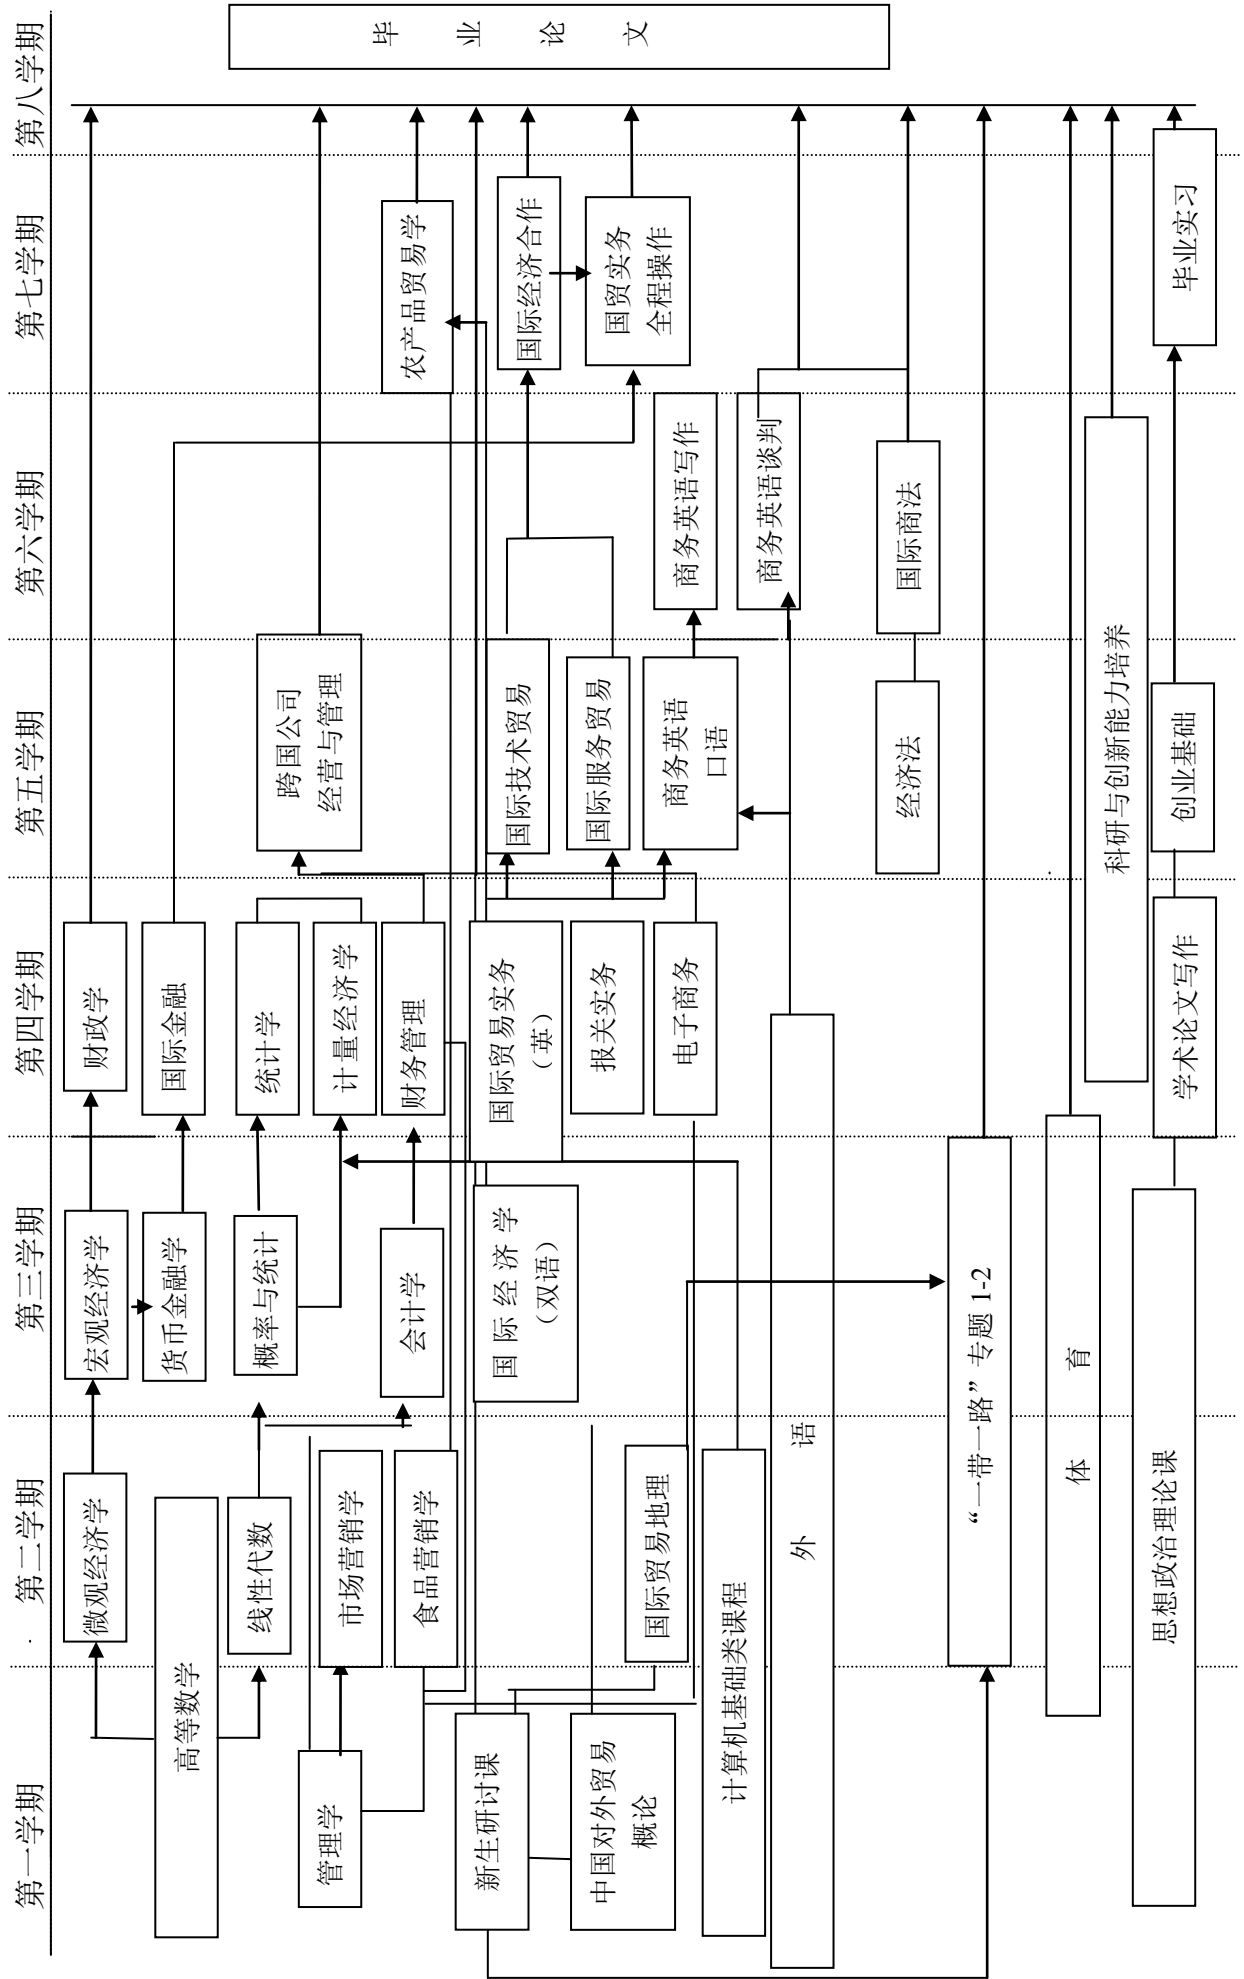 第一学期
第二学期
第三学期
第四学期
第五学期
第六学期
第七学期
第八学期
微观经济学
宏观经济学
财政学
高等数学
货币金融学
国际金融
线性代数
概率与统计
统计学
跨国公司
经营与管理
管理学
市场营销学
计量经济学
食品营销学
会计学
财务管理
农产品贸易学
新生研讨课
国际经济学
（双语）
国际贸易实务
（英）
国际技术贸易
国际经济合作
中国对外贸易
概论
报关实务
国际服务贸易
国贸实务
全程操作
国际贸易地理
电子商务
商务英语
口语
商务英语写作
计算机基础类课程
商务英语谈判
外语
经济法
国际商法
“一带一路”专题 1-2
体育
科研与创新能力培养
思想政治理论课
学术论文写作
创业基础
毕业实习
毕业论文